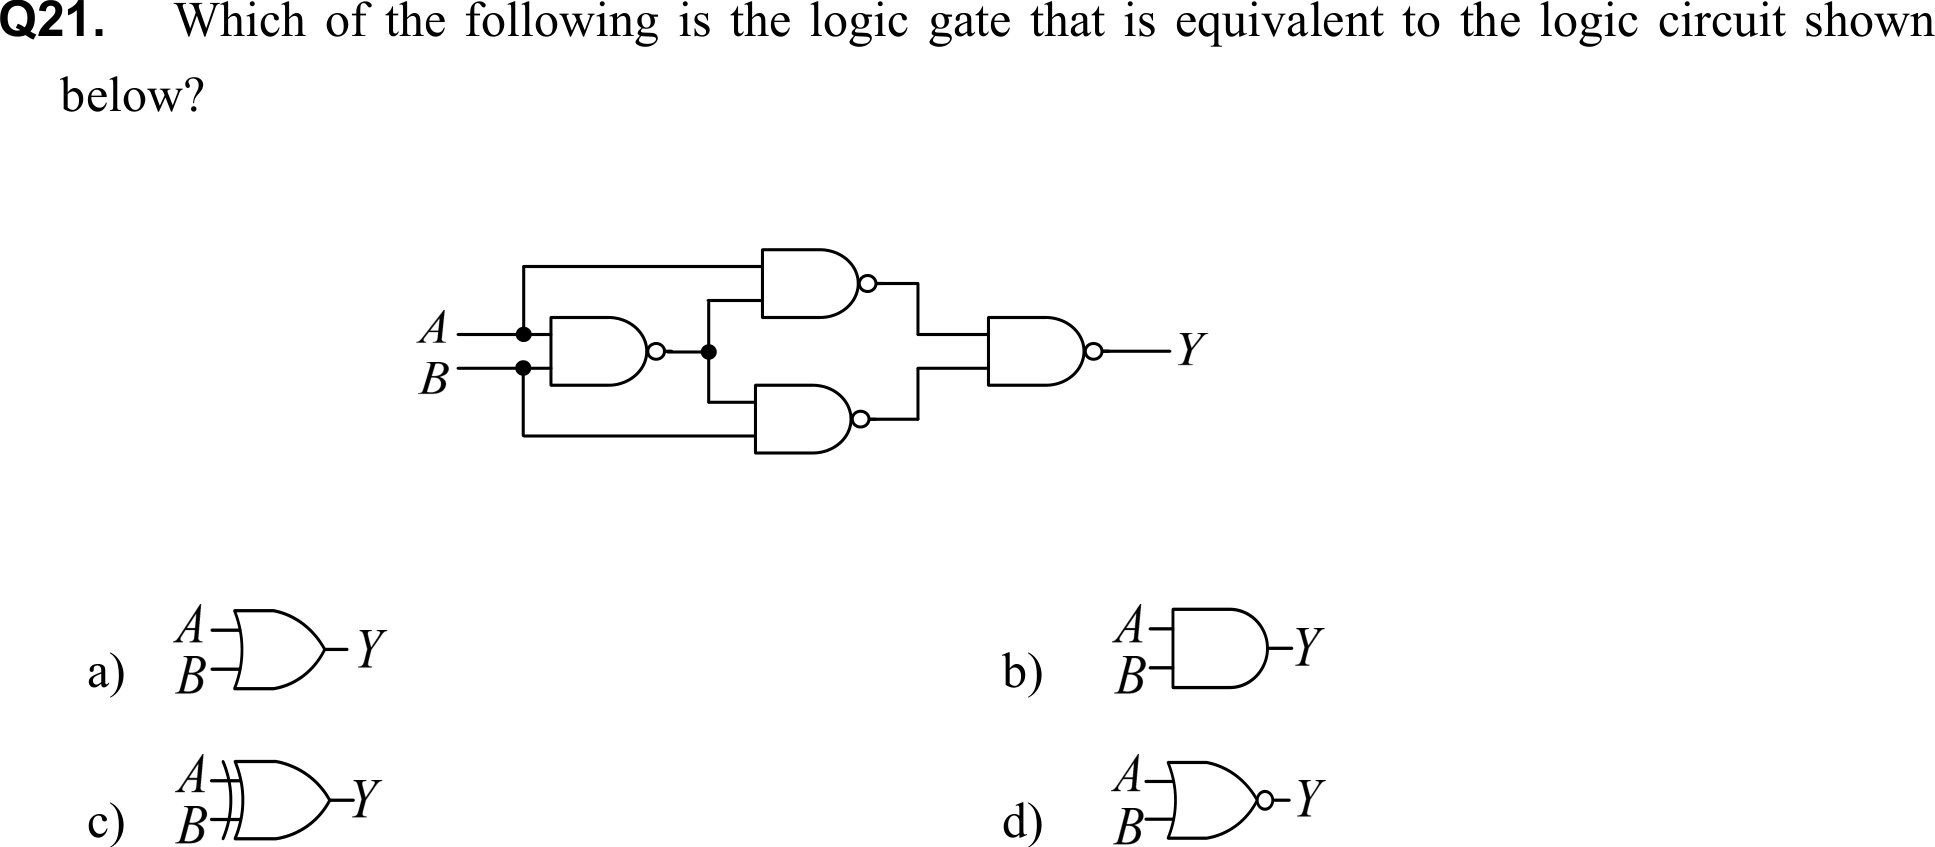 Q21. Which of the following is the logic gate that is equivalent to the logic circuit shown
below?
A
B
Y
a) A B Y
b) A B Y
c) A B Y
d) A B Y